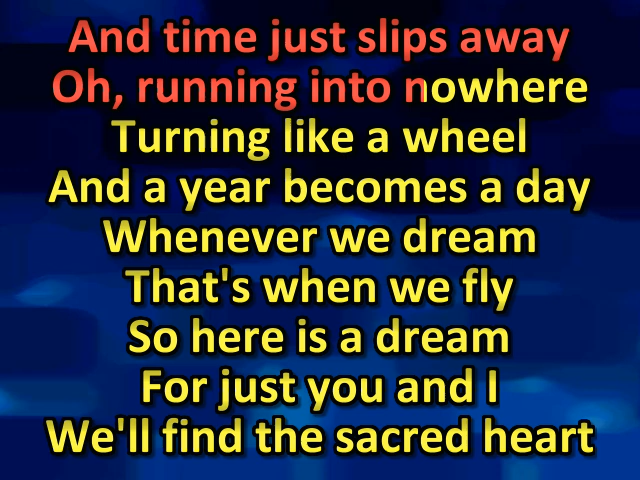 And time just slips away
Oh, running into nowhere
Turning like a wheel
And a year becomes a day
Whenever we dream
That's when we fly
So here is a dream
For just you and I
We'll find the sacred heart